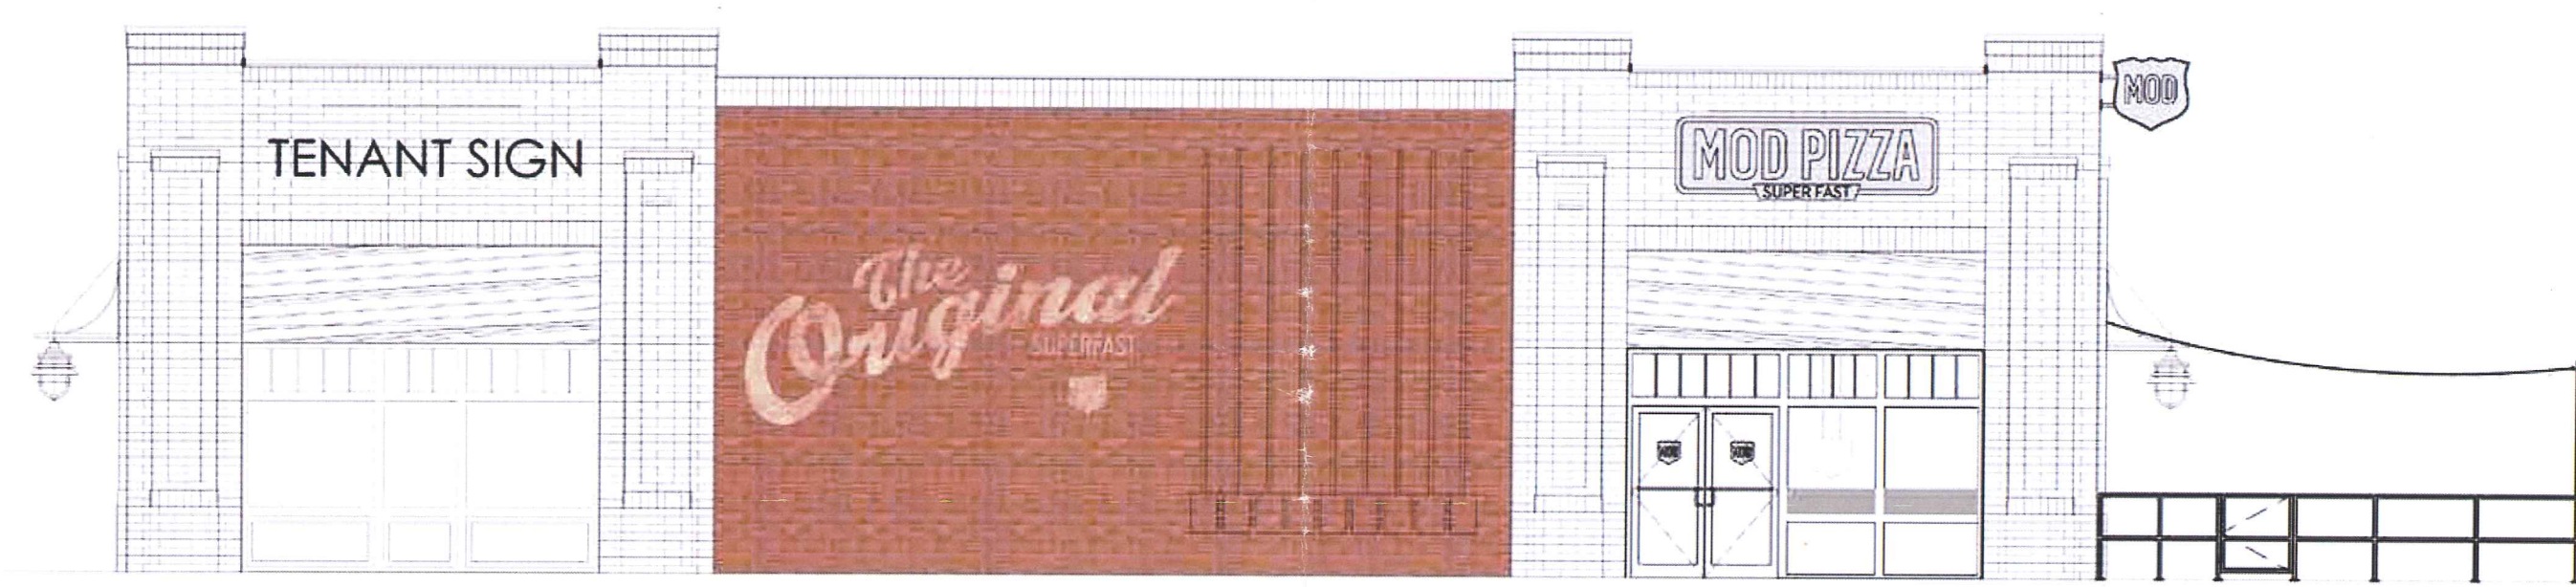 TENANT SIGN
The
Original
SUPERFAST
MOD PIZZA
SUPER FAST
MOD
MOD
MOD